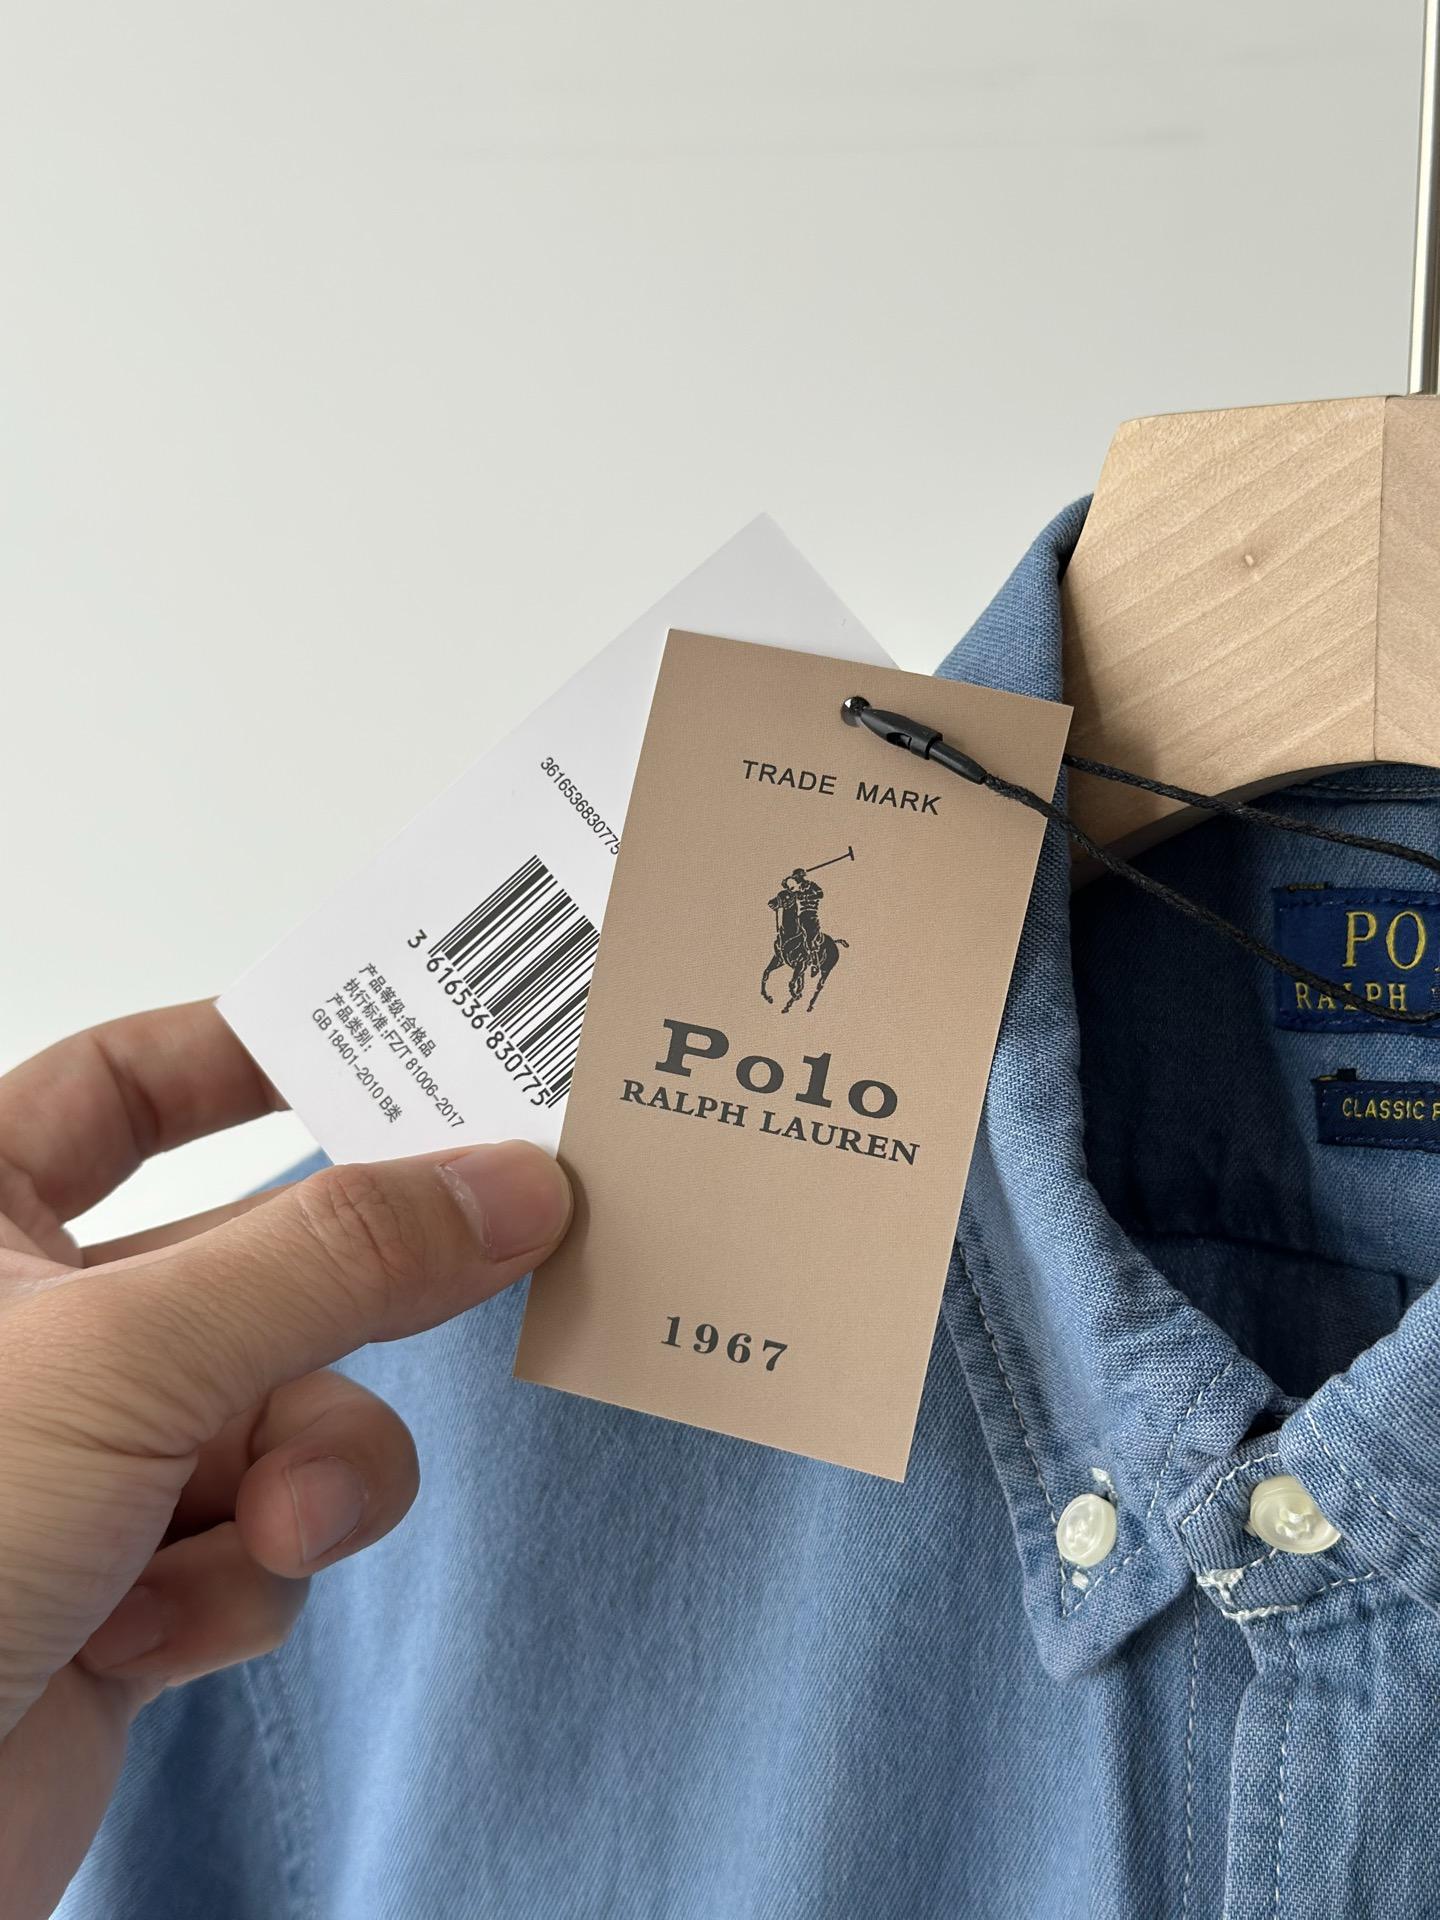 3616536830775
3 616536 830775
产品等级:合格品
执行标准:FZ/T 81006-2017
产品类别:
GB 18401-2010 B类
TRADE MARK
Polo
RALPH LAUREN
1967
PO
RALPH
CLASSIC F